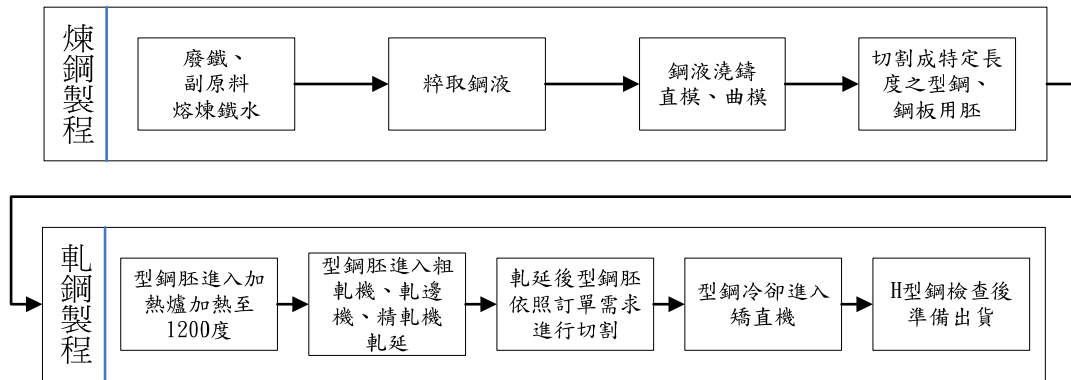 煉鋼製程
廢鐵、
副原料
熔煉鐵水
粹取鋼液
鋼液澆鑄
直模、曲模
切割成特定長
度之型鋼、
鋼板用胚
軋鋼製程
型鋼胚進入加
熱爐加熱至
1200度
型鋼胚進入粗
軋機、軋邊
機、精軋機
軋延
軋延後型鋼胚
依照訂單需求
進行切割
型鋼冷卻進入
矯直機
H型鋼檢查後
準備出貨